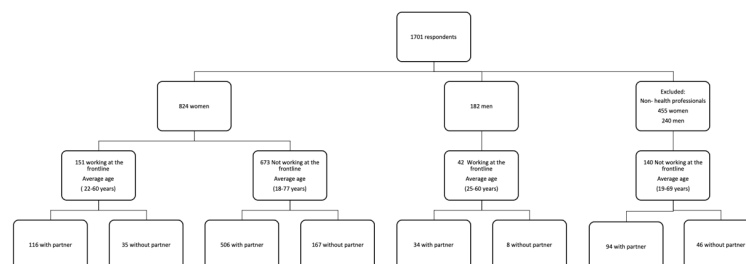 1701 respondents
824 women
182 men
Excluded:
Non- health professionals
455 women
240 men
151 working at the
frontline
Average age
( 22-60 years)
673 Not working at the
frontline
Average age
(18-77 years)
42 Working at the
frontline
Average age
(25-60 years)
140 Not working at the
frontline
Average age
(19-69 years)
116 with partner
35 without partner
506 with partner
167 without partner
34 with partner
8 without partner
94 with partner
46 without partner